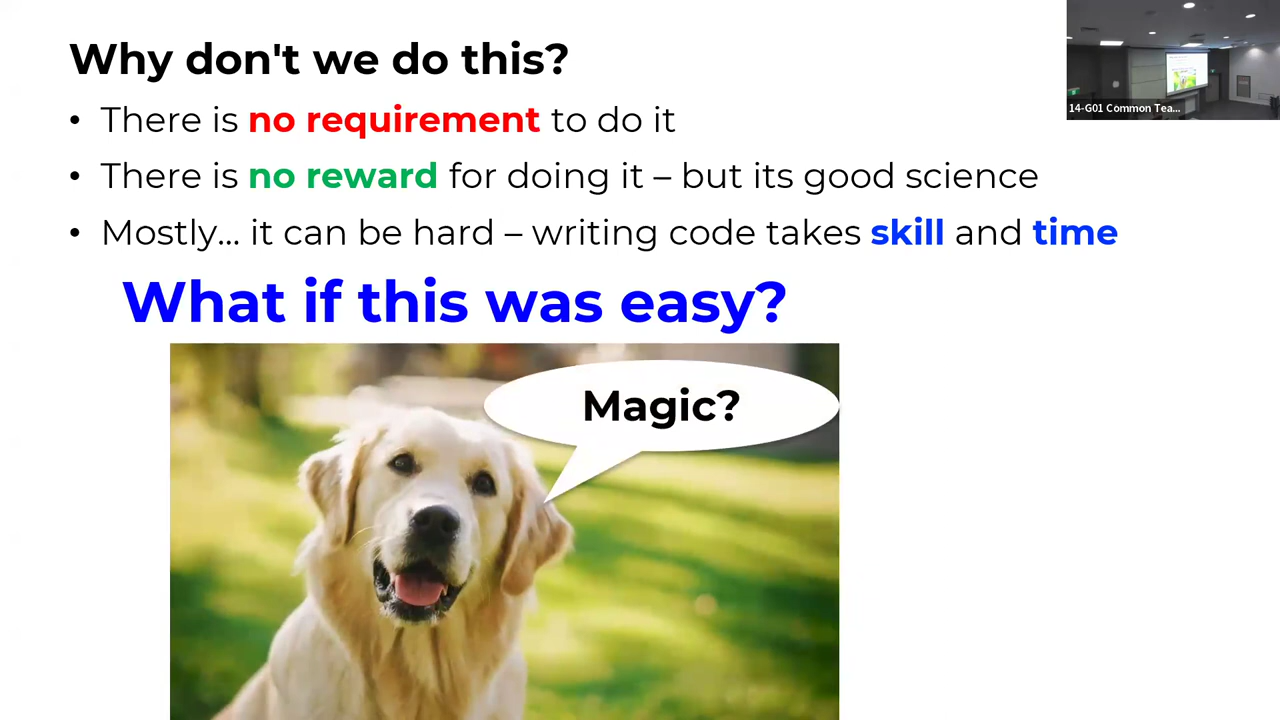 Why don't we do this?
• There is no requirement to do it
• There is no reward for doing it – but its good science
• Mostly... it can be hard – writing code takes skill and time
What if this was easy?
Magic?
14-G01 Common Tea...